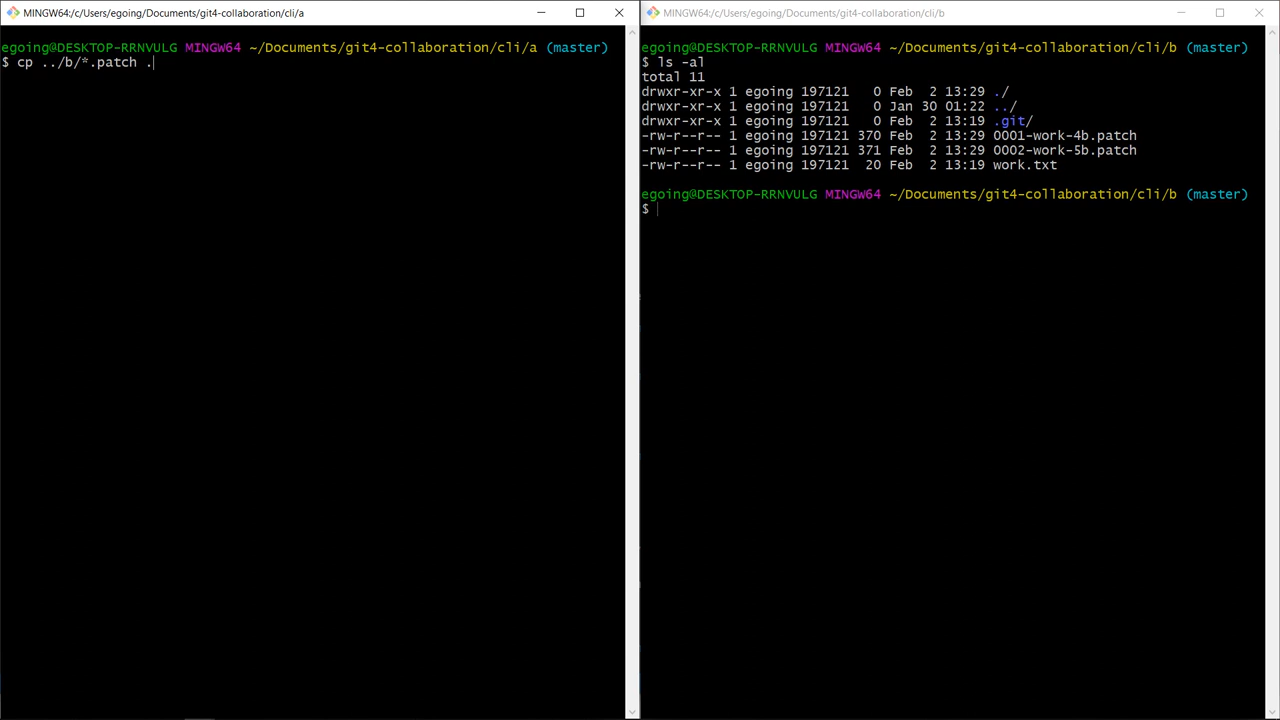 MINGW64:/c/Users/egoing/Documents/git4-collaboration/cli/a
egoing@DESKTOP-RRNVULG MINGW64 ~/Documents/git4-collaboration/cli/a (master)
$ cp ../b/*.patch .
MINGW64:/c/Users/egoing/Documents/git4-collaboration/cli/b
egoing@DESKTOP-RRNVULG MINGW64 ~/Documents/git4-collaboration/cli/b (master)
$ ls -al
total 11
drwxr-xr-x 1 egoing 197121   0 Feb  2 13:29 ./
drwxr-xr-x 1 egoing 197121   0 Jan 30 01:22 ../
drwxr-xr-x 1 egoing 197121   0 Feb  2 13:19 .git/
-rw-r--r-- 1 egoing 197121 370 Feb  2 13:29 0001-work-4b.patch
-rw-r--r-- 1 egoing 197121 371 Feb  2 13:29 0002-work-5b.patch
-rw-r--r-- 1 egoing 197121  20 Feb  2 13:19 work.txt
egoing@DESKTOP-RRNVULG MINGW64 ~/Documents/git4-collaboration/cli/b (master)
$